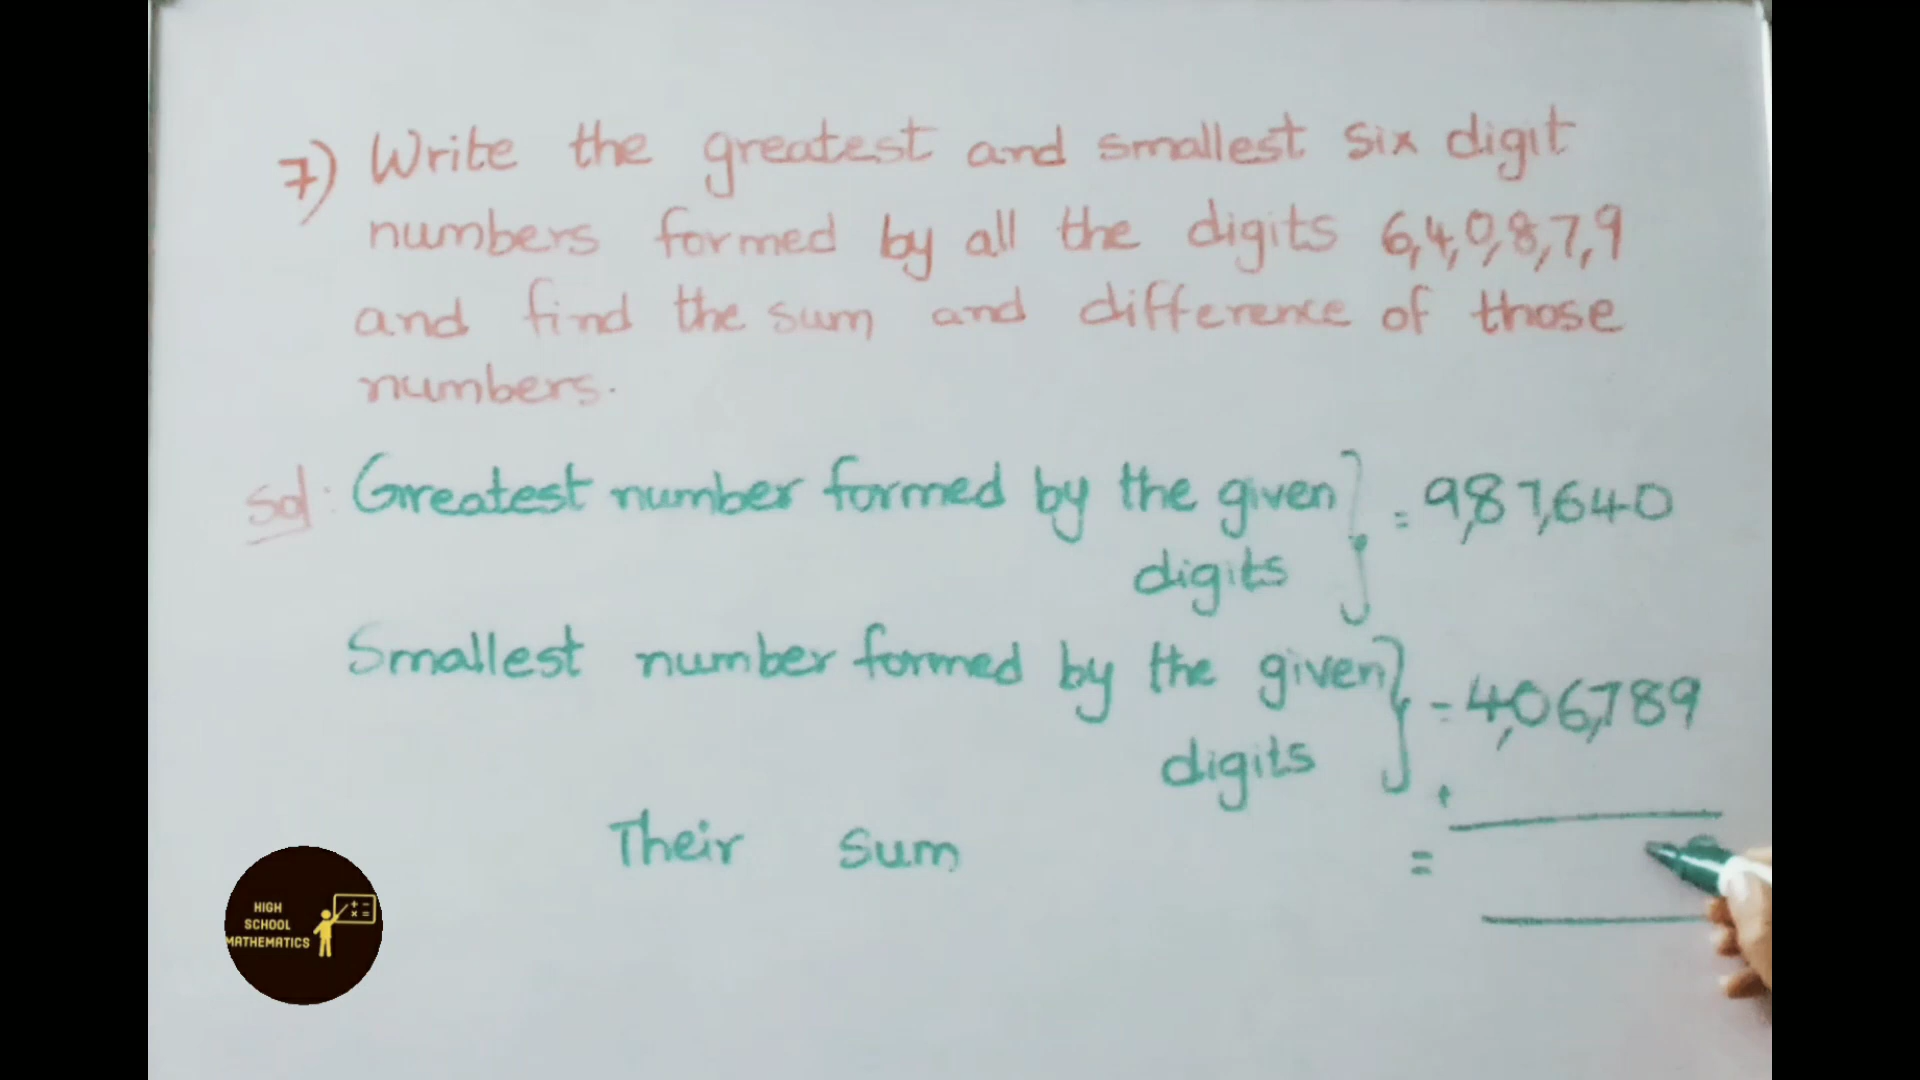 7) Write the greatest and smallest six digit
numbers formed by all the digits 6,4,0,8,7,9
and find the sum and difference of those
numbers.
Sol: Greatest number formed by the given
digits } = 9,87,640
Smallest number formed by the given
digits } = 4,06,789
+
Their sum =
HIGH
SCHOOL
MATHEMATICS